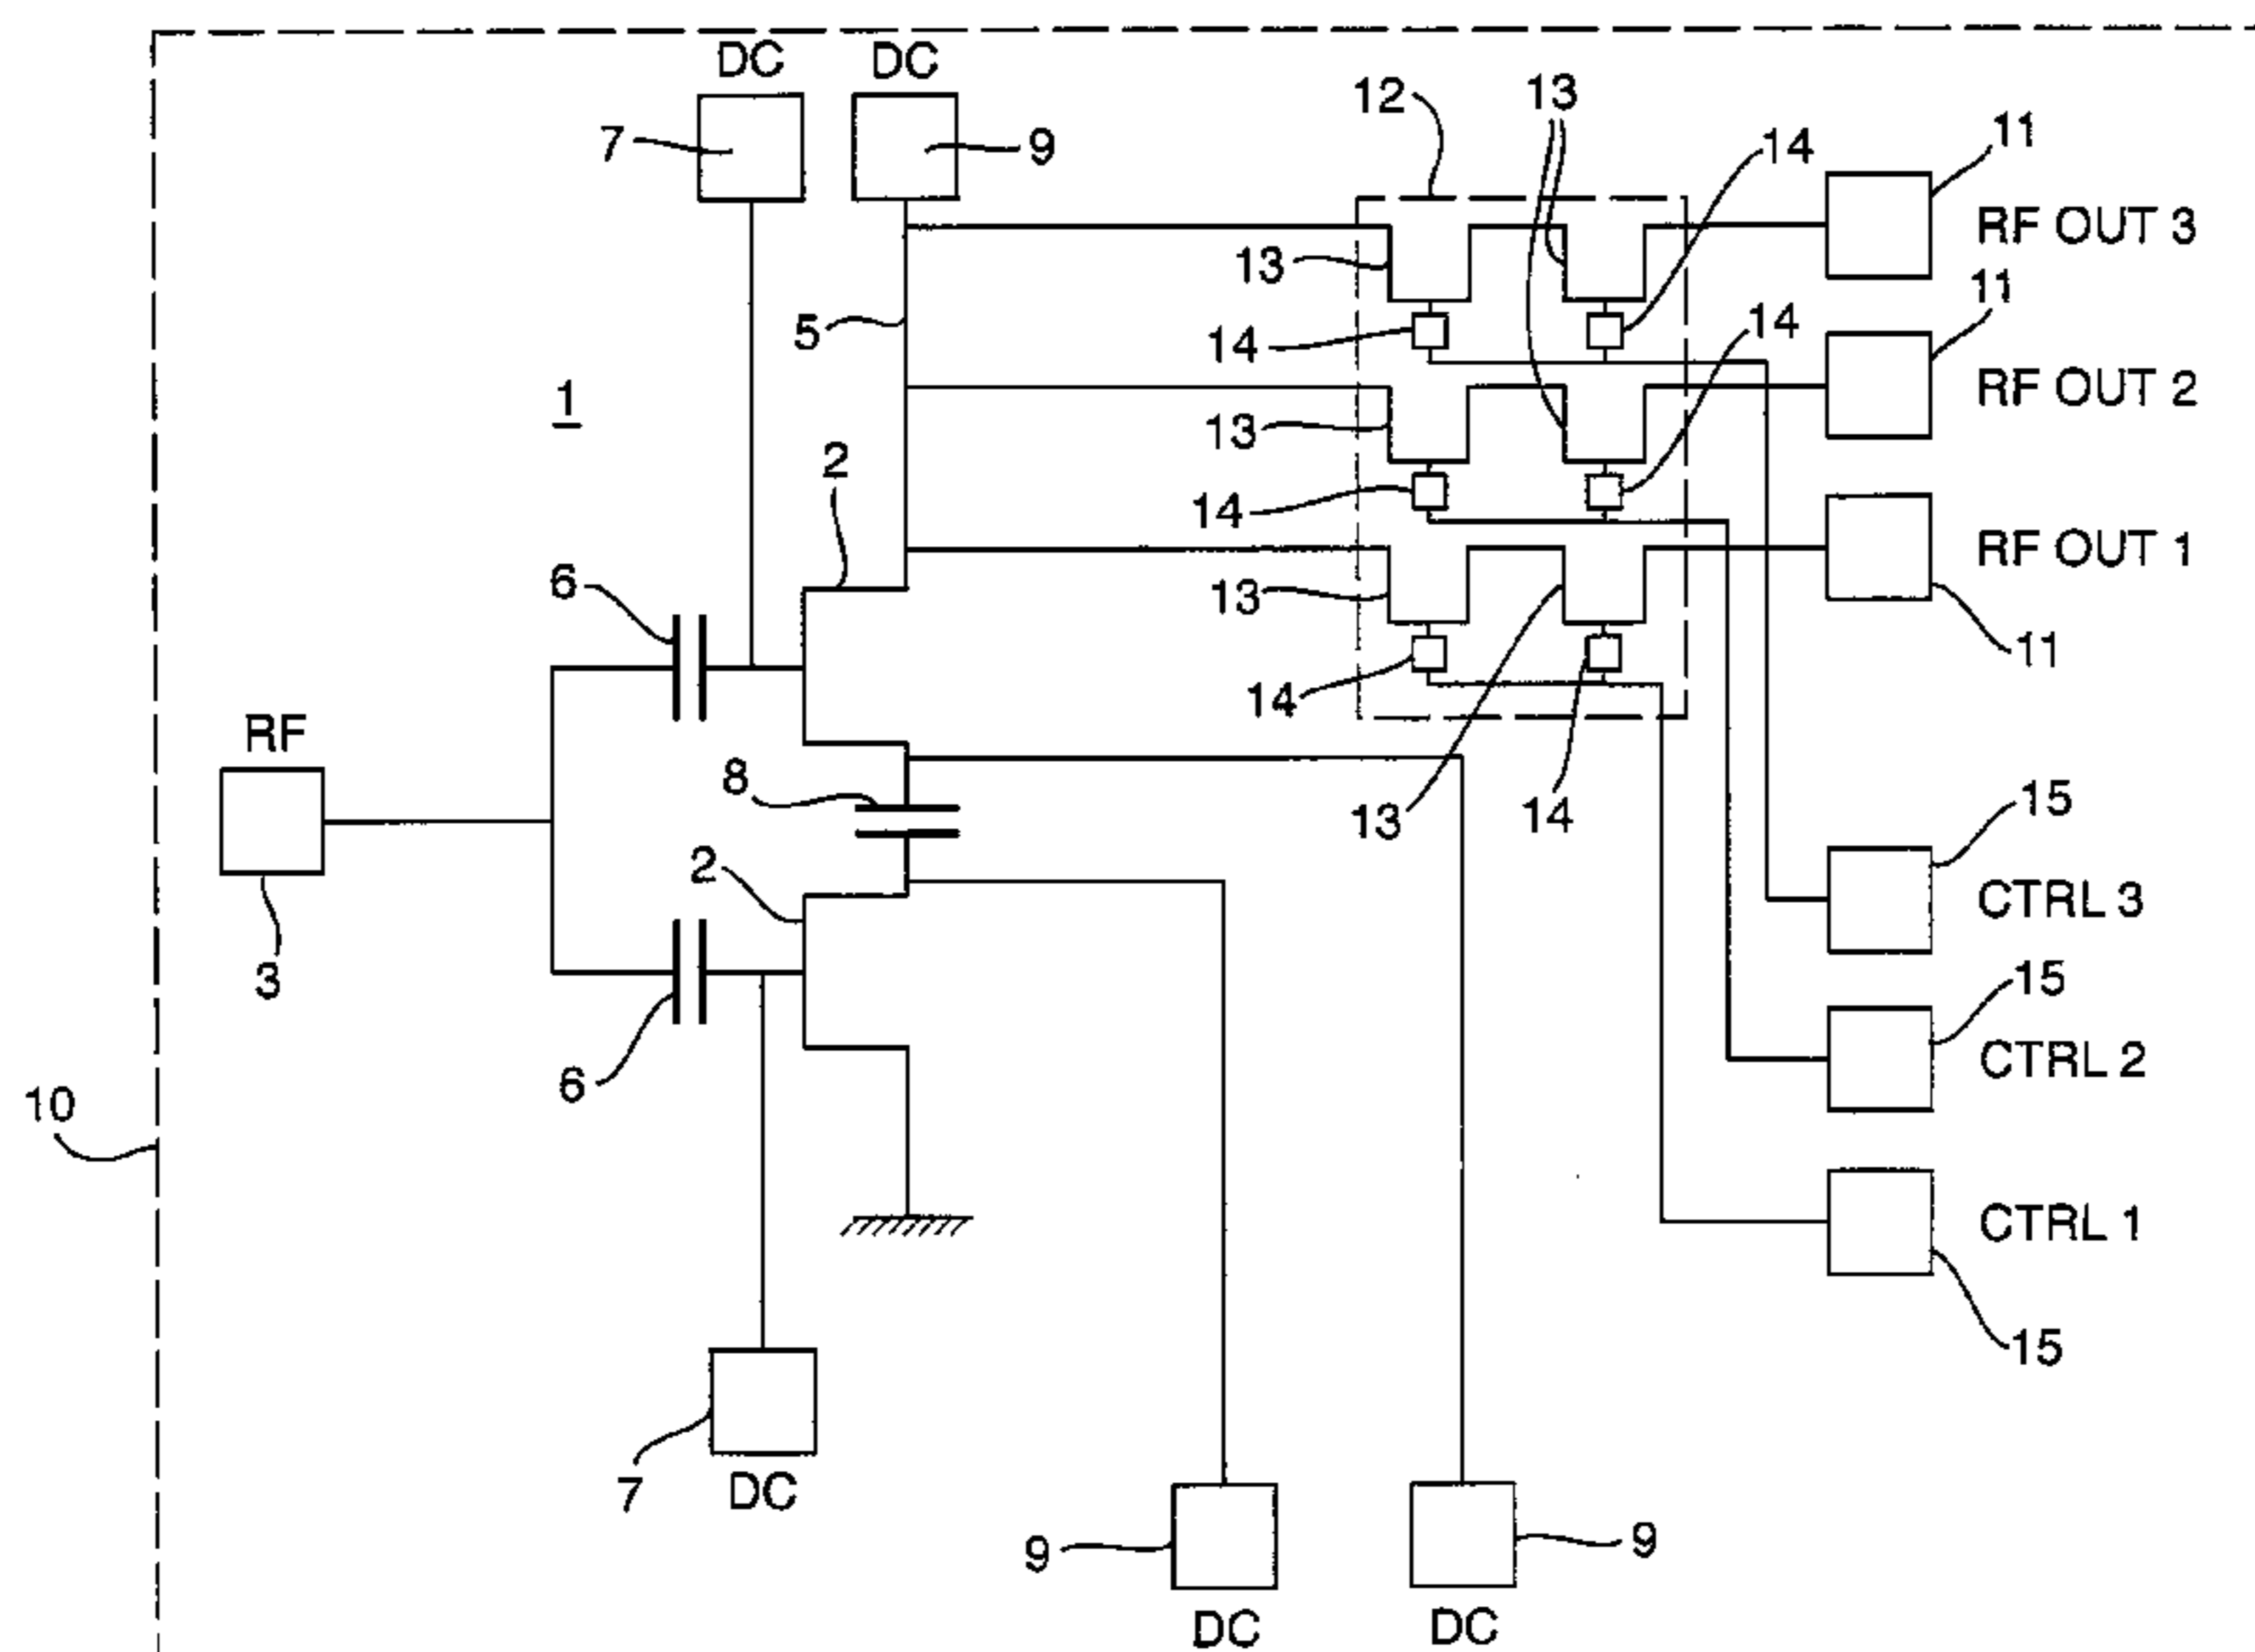 DC DC
7 9 12 13 14 11
RF OUT 3
13 11
5 14 14
1 RF OUT 2
13
2
14
RF OUT 1
6 13
14 11
RF
8 13 14 15
2 CTRL 3
3 15
6 CTRL 2
10
CTRL 1
15
7 DC
9 9
DC DC